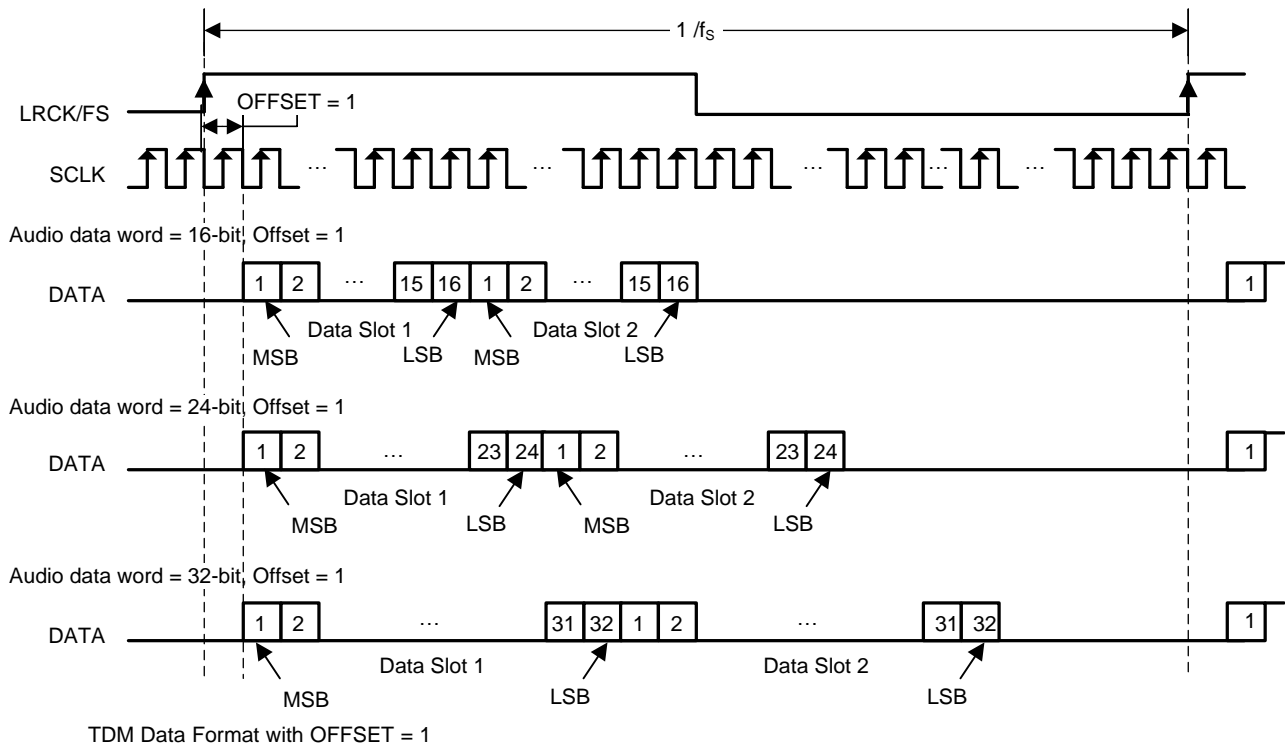 1 /fS
LRCK/FS
OFFSET = 1
SCLK … … … … …
Audio data word = 16-bit, Offset = 1
DATA 1 2 … 15 16 1 2 … 15 16 1
Data Slot 1 Data Slot 2
MSB LSB MSB LSB
Audio data word = 24-bit, Offset = 1
DATA 1 2 … 23 24 1 2 … 23 24 1
Data Slot 1 Data Slot 2
MSB LSB MSB LSB
Audio data word = 32-bit, Offset = 1
DATA 1 2 … 31 32 1 2 … 31 32 1
Data Slot 1 Data Slot 2
MSB LSB LSB
TDM Data Format with OFFSET = 1